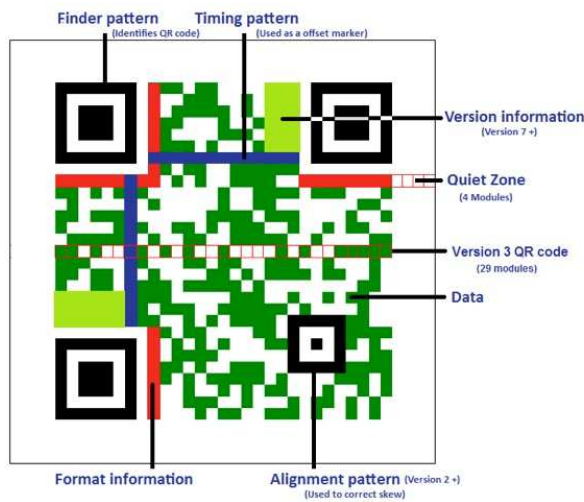 Finder pattern
(Identifies QR code)
Timing pattern
(Used as a offset marker)
Version information
(Version 7 +)
Quiet Zone
(4 Modules)
Version 3 QR code
(29 modules)
Data
Format information
Alignment pattern (Version 2 +)
(Used to correct skew)